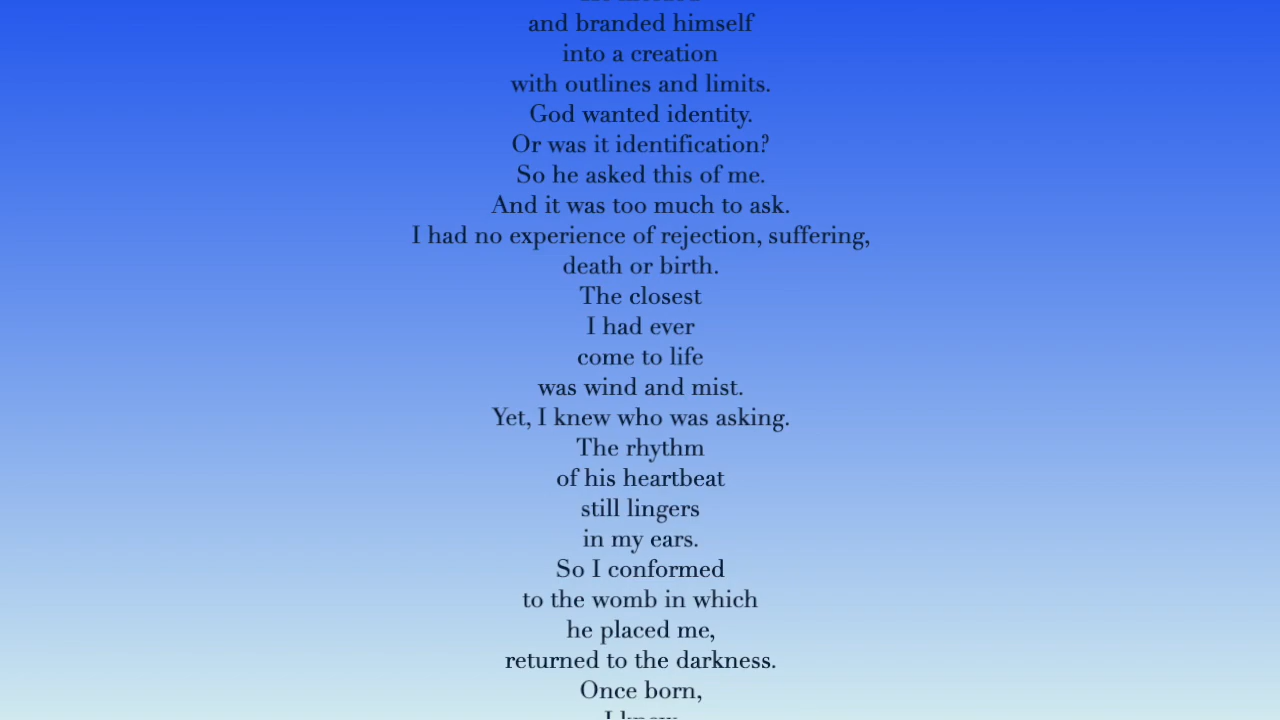 and branded himself
into a creation
with outlines and limits.
God wanted identity.
Or was it identification?
So he asked this of me.
And it was too much to ask.
I had no experience of rejection, suffering,
death or birth.
The closest
I had ever
come to life
was wind and mist.
Yet, I knew who was asking.
The rhythm
of his heartbeat
still lingers
in my ears.
So I conformed
to the womb in which
he placed me,
returned to the darkness.
Once born,
I knew